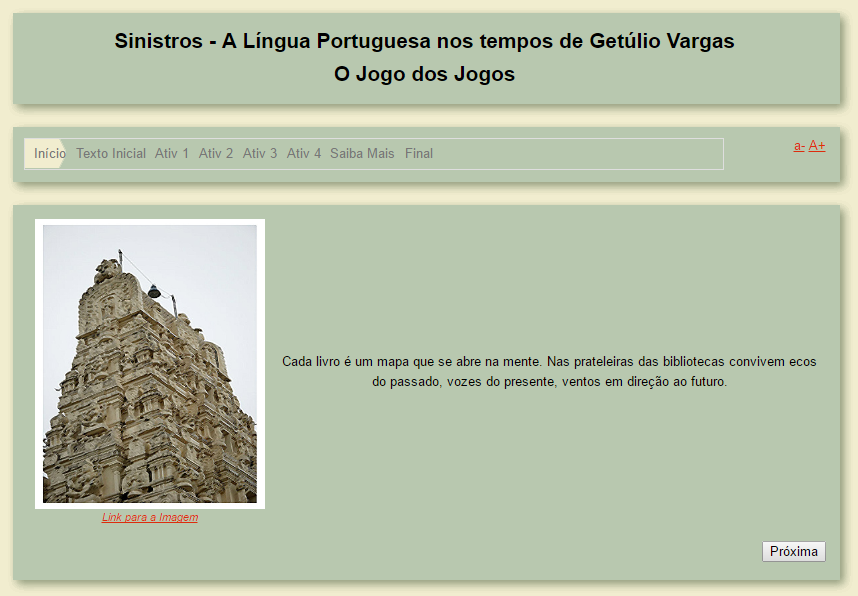 Sinistros - A Língua Portuguesa nos tempos de Getúlio Vargas
O Jogo dos Jogos
Início Texto Inicial Ativ 1 Ativ 2 Ativ 3 Ativ 4 Saiba Mais Final
a- A+
Cada livro é um mapa que se abre na mente. Nas prateleiras das bibliotecas convivem ecos
do passado, vozes do presente, ventos em direção ao futuro.
Link para a Imagem
Próxima